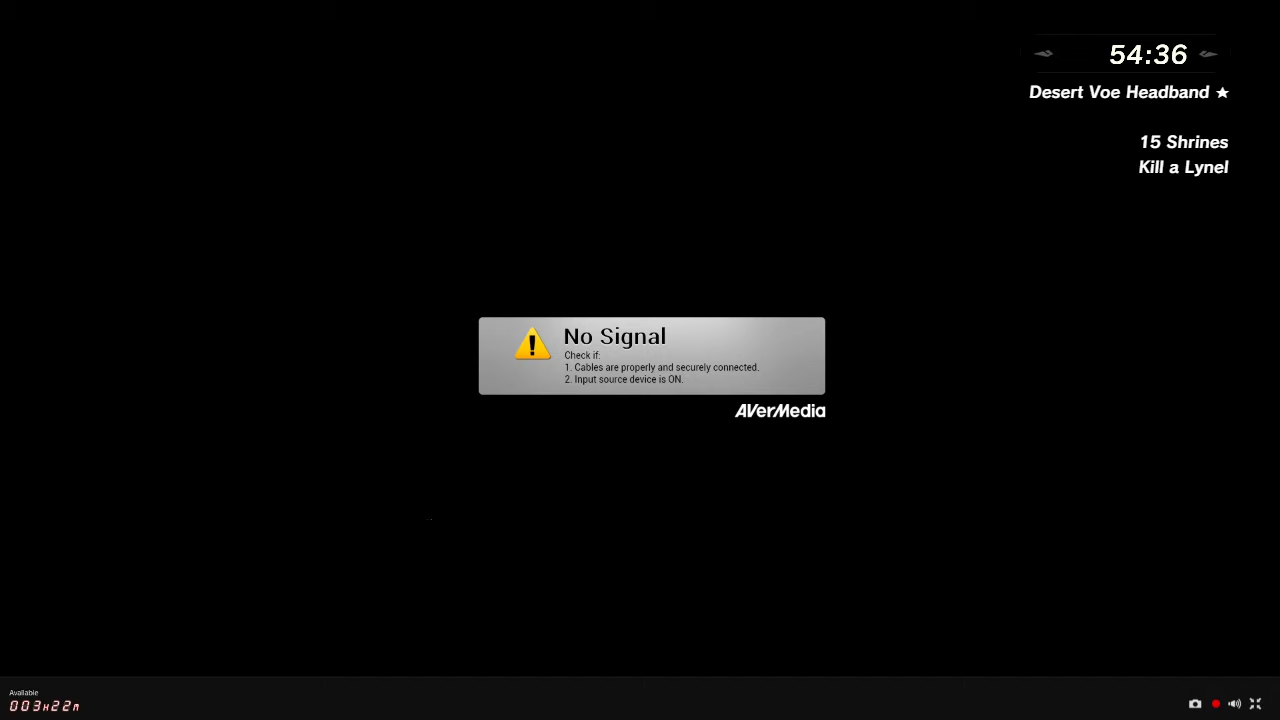 54:36
Desert Voe Headband ★
15 Shrines
Kill a Lynel
No Signal
Check if:
1. Cables are properly and securely connected.
2. Input source device is ON.
AVerMedia
Available
003H22m